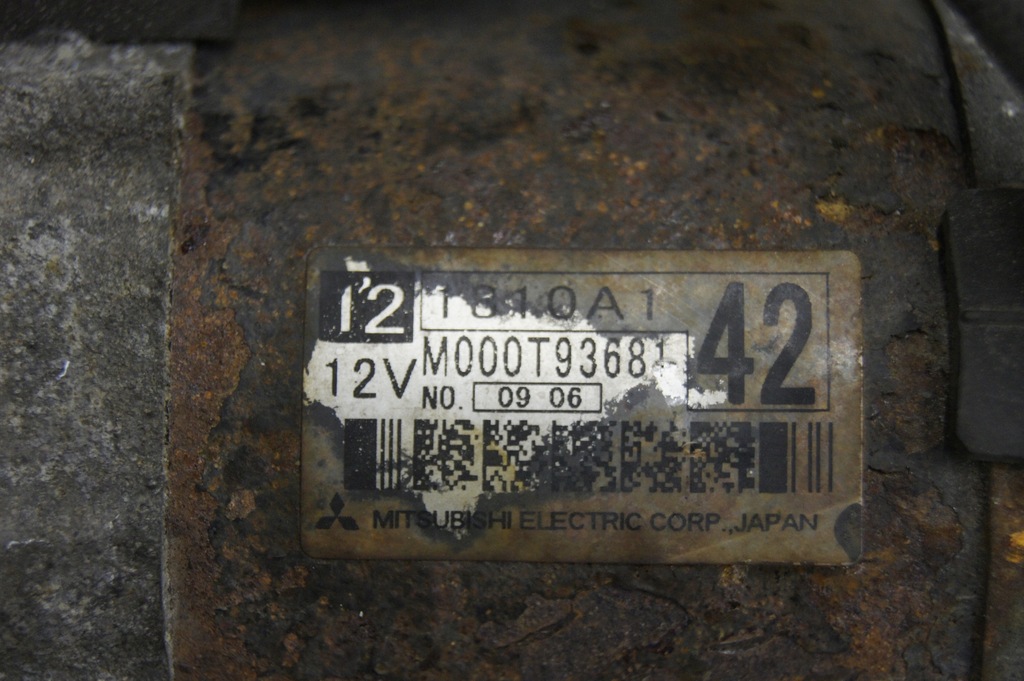 12 1810A1 42
12V M000T93681
NO. 09 06
MITSUBISHI ELECTRIC CORP.,JAPAN